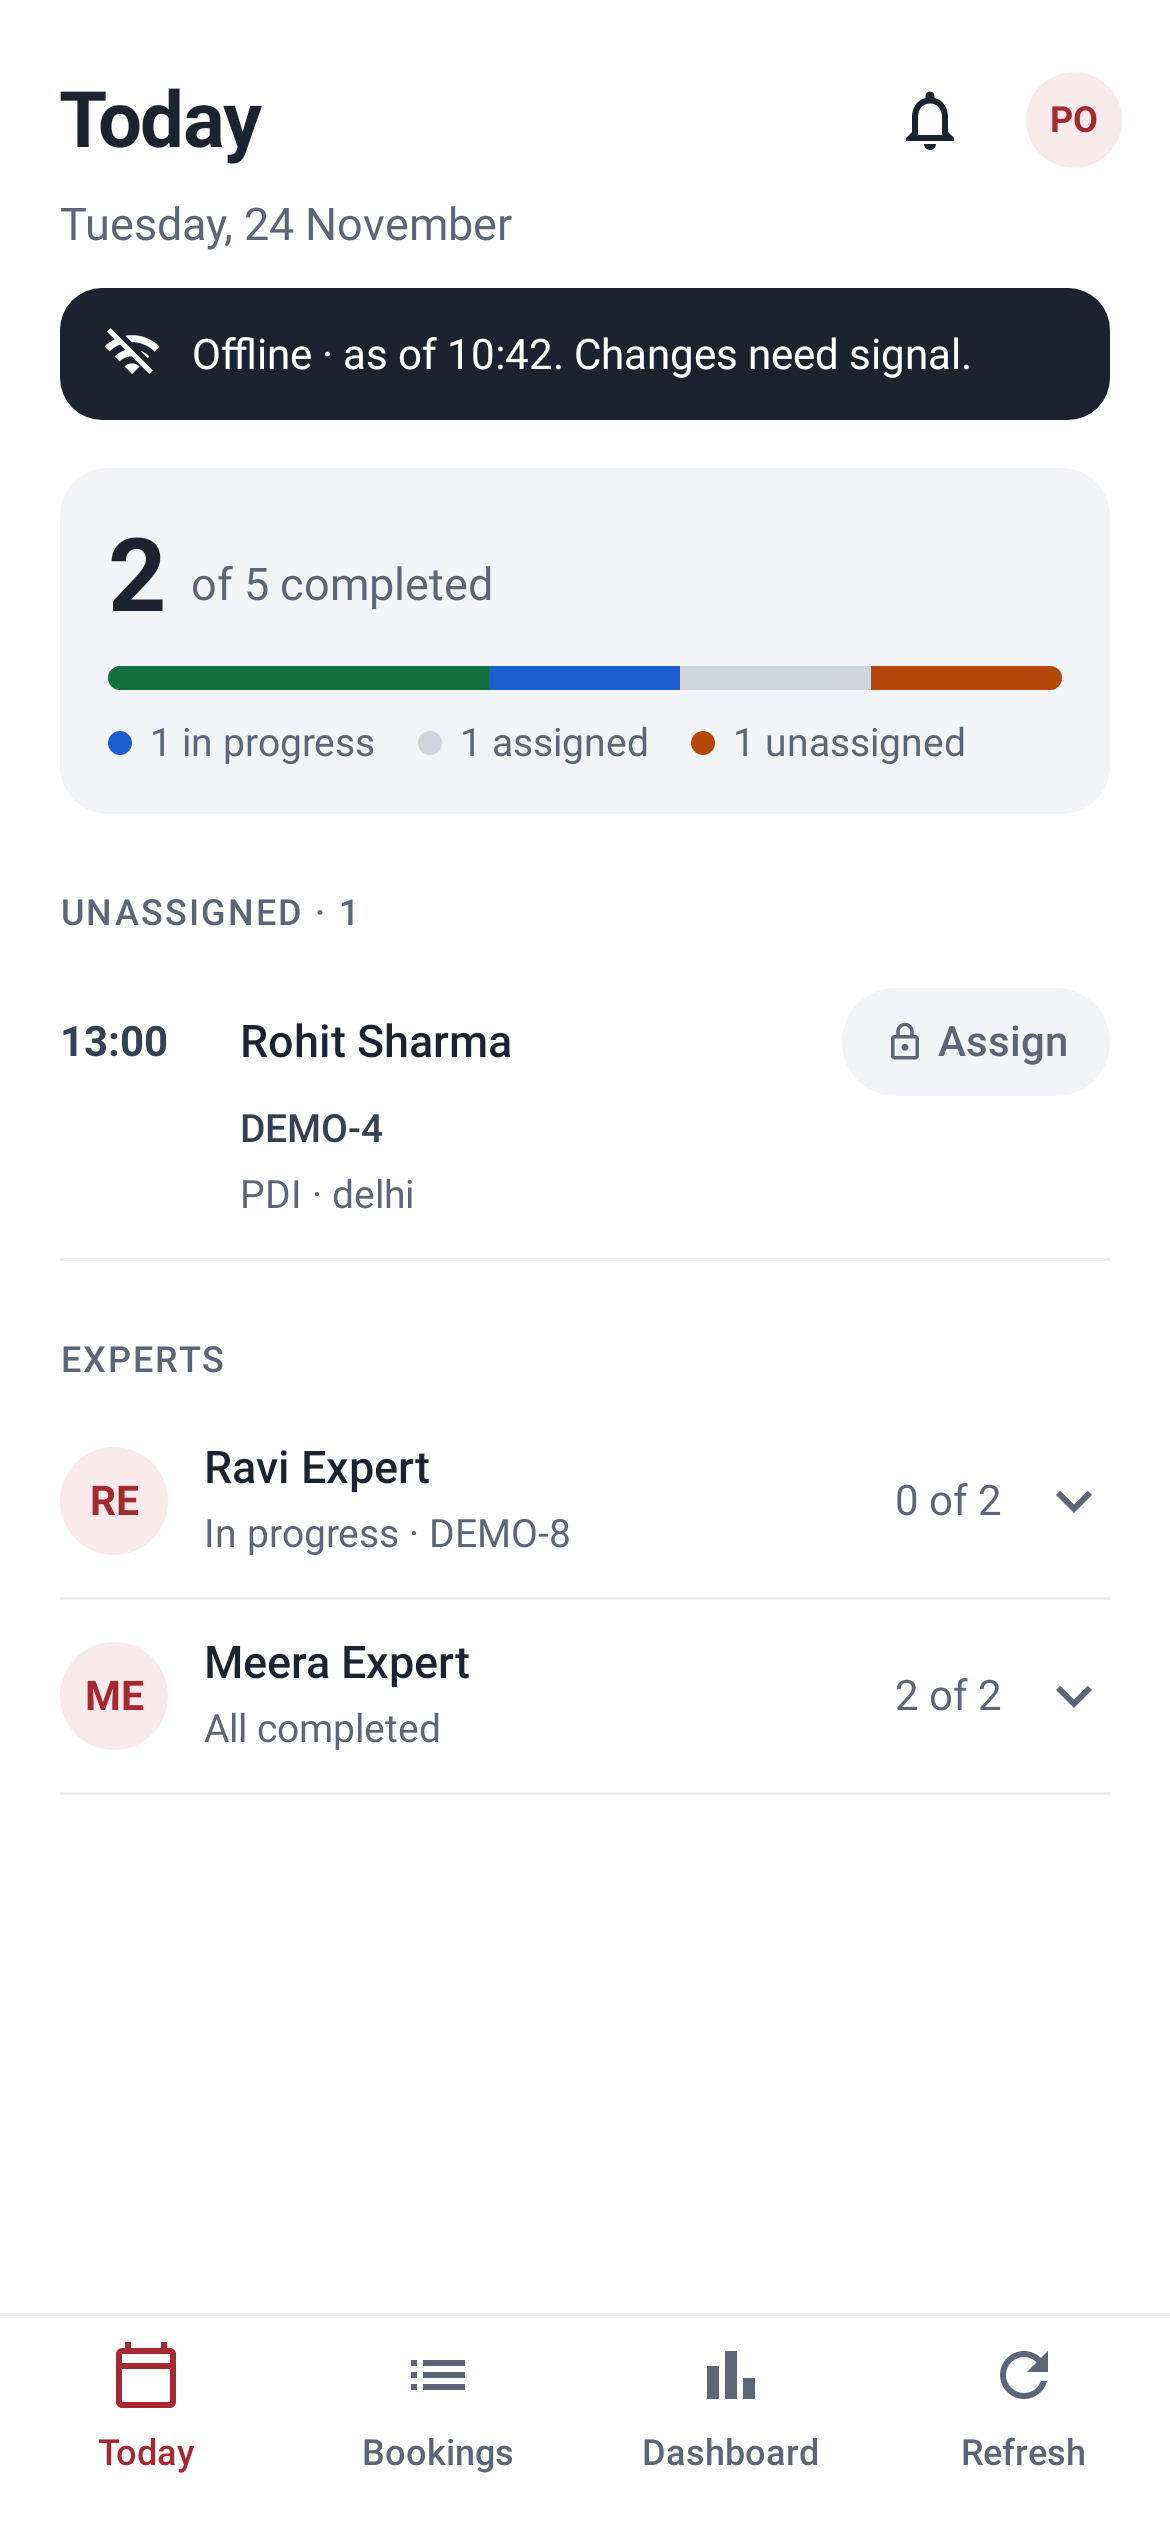 Today
PO
Tuesday, 24 November
Offline · as of 10:42. Changes need signal.
2 of 5 completed
1 in progress
1 assigned
1 unassigned
UNASSIGNED · 1
13:00
Rohit Sharma
Assign
DEMO-4
PDI · delhi
EXPERTS
RE
Ravi Expert
In progress · DEMO-8
0 of 2
ME
Meera Expert
All completed
2 of 2
Today
Bookings
Dashboard
Refresh